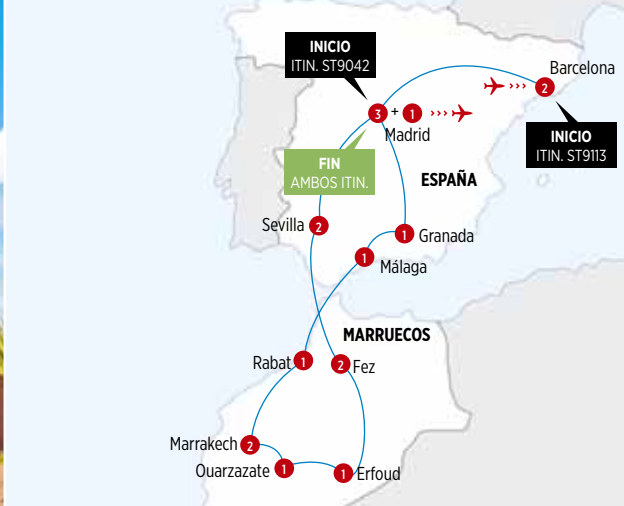 INICIO
ITIN. ST9042
Barcelona
2
3 + 1
Madrid
INICIO
ITIN. ST9113
FIN
AMBOS ITIN.
ESPAÑA
Sevilla 2
1 Granada
1
Málaga
MARRUECOS
Rabat 1
2 Fez
Marrakech 2
Ouarzazate 1
1 Erfoud